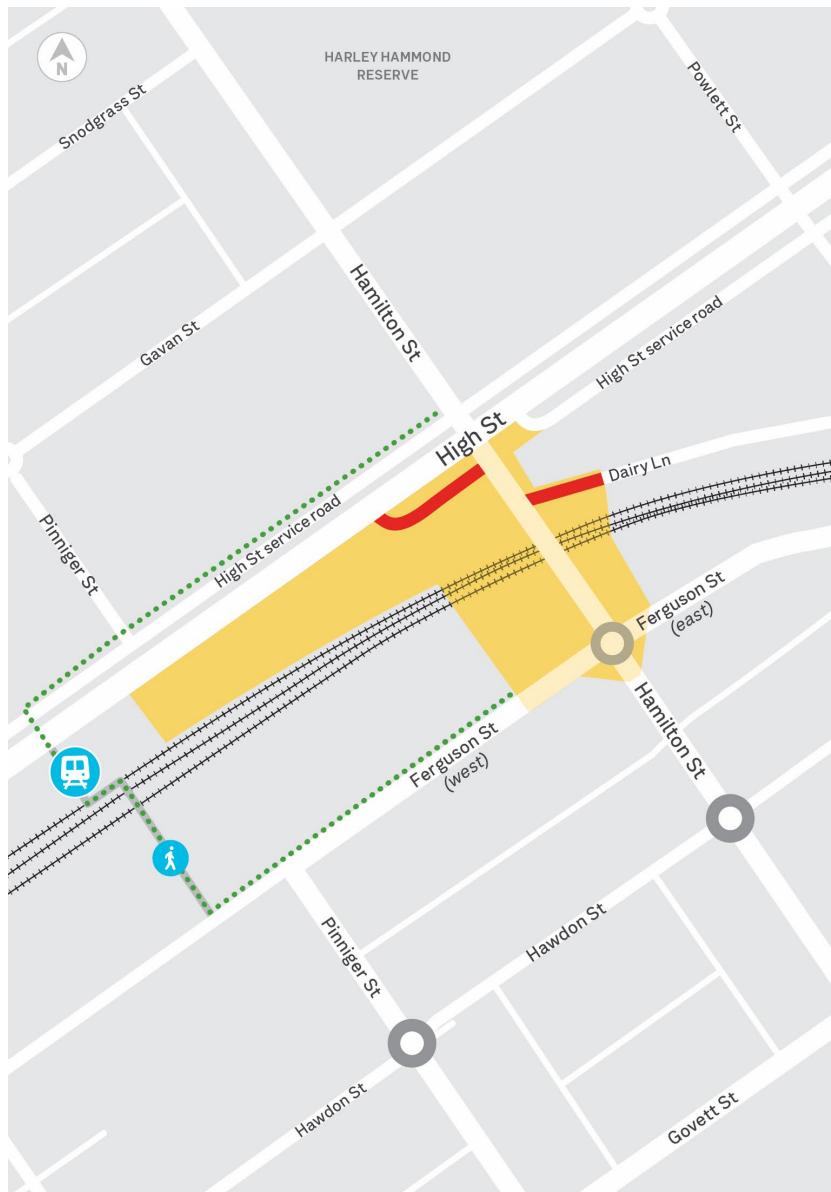 N
HARLEY HAMMOND
RESERVE
Powlett St
Snodgrass St
Hamilton St
Gavan St
High St service road
High St
Dairy Ln
High St service road
Pinniger St
Ferguson St
(east)
Hamilton St
Ferguson St
(west)
Hawdon St
Pinniger St
Hawdon St
Govett St